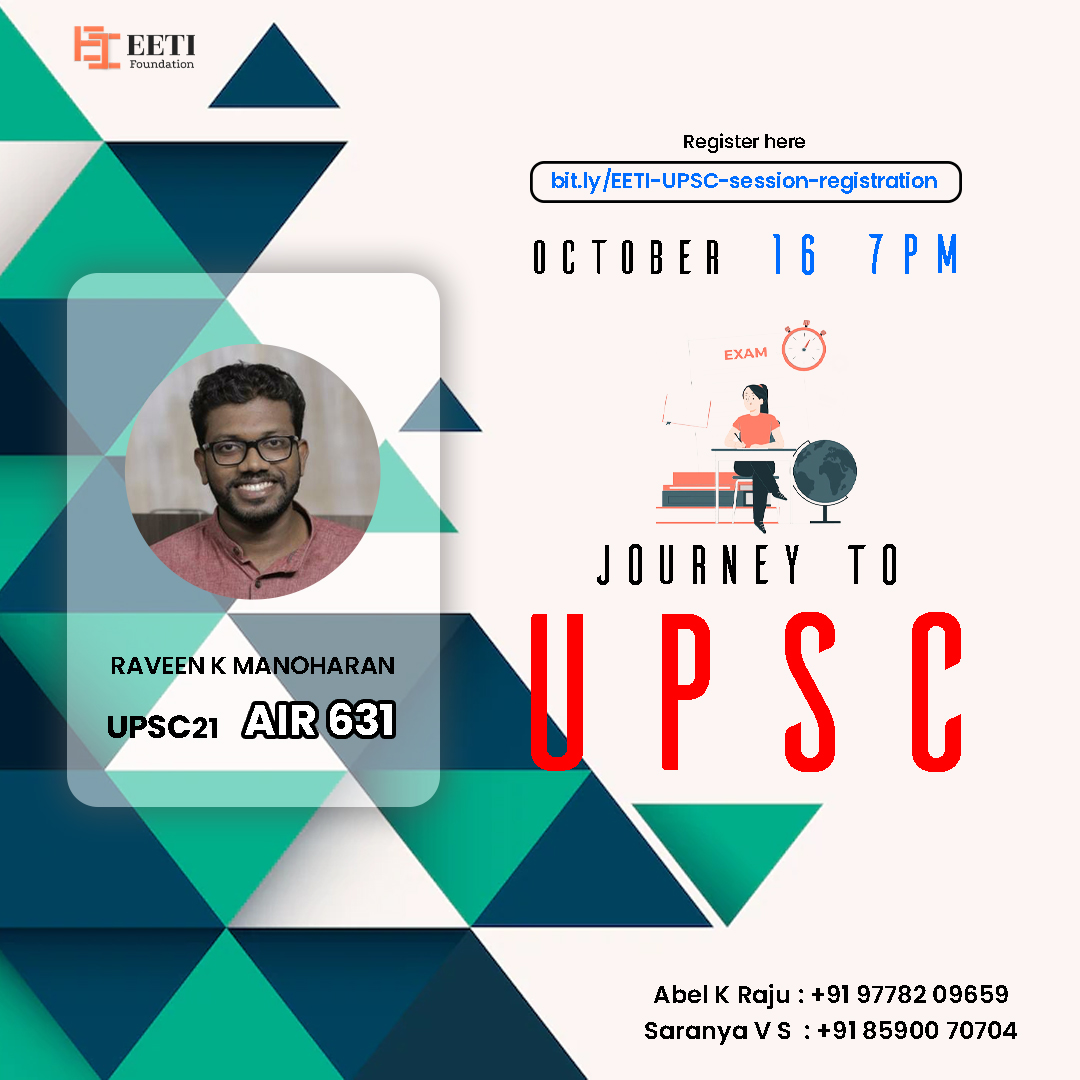 EETI
Foundation
Register here
bit.ly/EETI-UPSC-session-registration
OCTOBER 16 7PM
EXAM
JOURNEY TO
UPSC
RAVEEN K MANOHARAN
UPSC21 AIR 631
Abel K Raju : +91 97782 09659
Saranya V S : +91 85900 70704